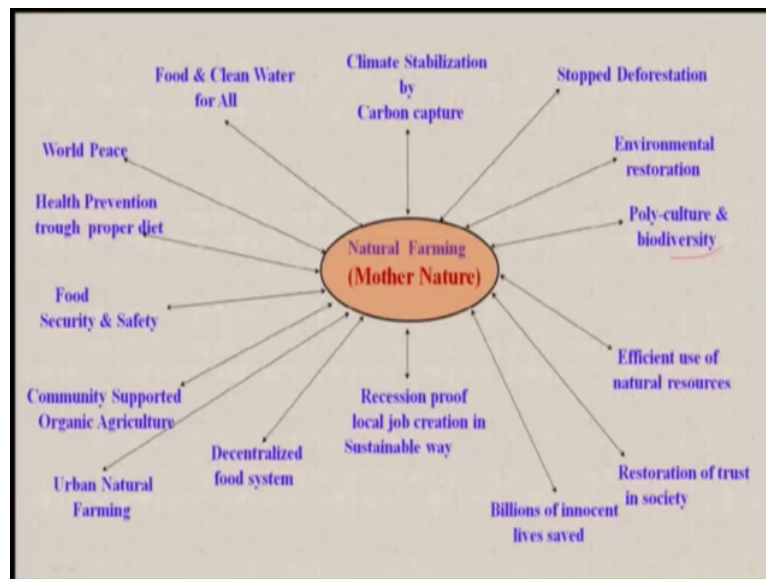 Climate Stabilization
by
Carbon capture
Food & Clean Water
for All
Stopped Deforestation
World Peace
Environmental
restoration
Health Prevention
trough proper diet
Poly-culture &
biodiversity
Natural Farming
(Mother Nature)
Food
Security & Safety
Efficient use of
natural resources
Community Supported
Organic Agriculture
Recession proof
local job creation in
Sustainable way
Decentralized
food system
Urban Natural
Farming
Restoration of trust
in society
Billions of innocent
lives saved